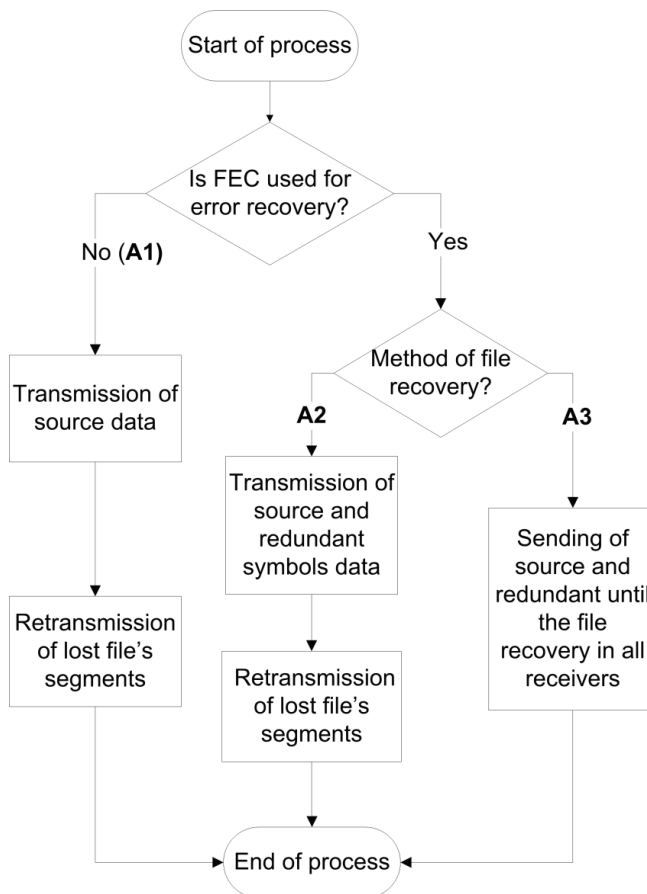 Start of process
Is FEC used for
error recovery?
No (A1)
Yes
Method of file
recovery?
Transmission of
source data
A2
A3
Transmission of
source and
redundant
symbols data
Sending of
source and
redundant until
the file
recovery in all
receivers
Retransmission
of lost file's
segments
Retransmission
of lost file's
segments
End of process